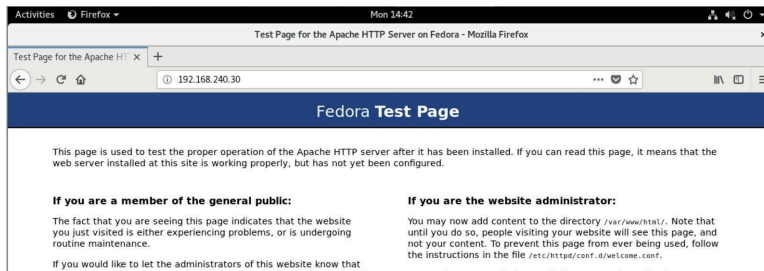 Activities Firefox Mon 14:42
Test Page for the Apache HTTP Server on Fedora - Mozilla Firefox
Test Page for the Apache HT
192.168.240.30
Fedora Test Page
This page is used to test the proper operation of the Apache HTTP server after it has been installed. If you can read this page, it means that the
web server installed at this site is working properly, but has not yet been configured.
If you are a member of the general public:
The fact that you are seeing this page indicates that the website
you just visited is either experiencing problems, or is undergoing
routine maintenance.
If you would like to let the administrators of this website know that
If you are the website administrator:
You may now add content to the directory /var/www/html/. Note that
until you do so, people visiting your website will see this page, and
not your content. To prevent this page from ever being used, follow
the instructions in the file /etc/httpd/conf.d/welcome.conf.